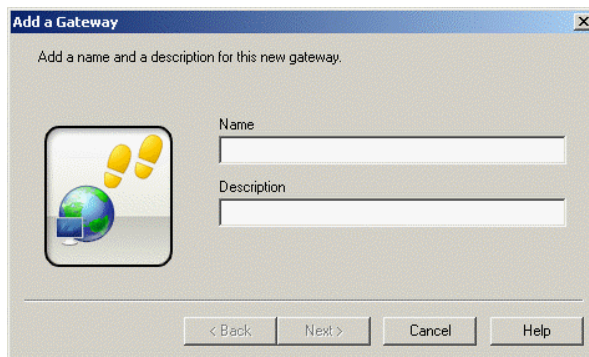 Add a Gateway
Add a name and a description for this new gateway.
Name
Description
< Back Next > Cancel Help